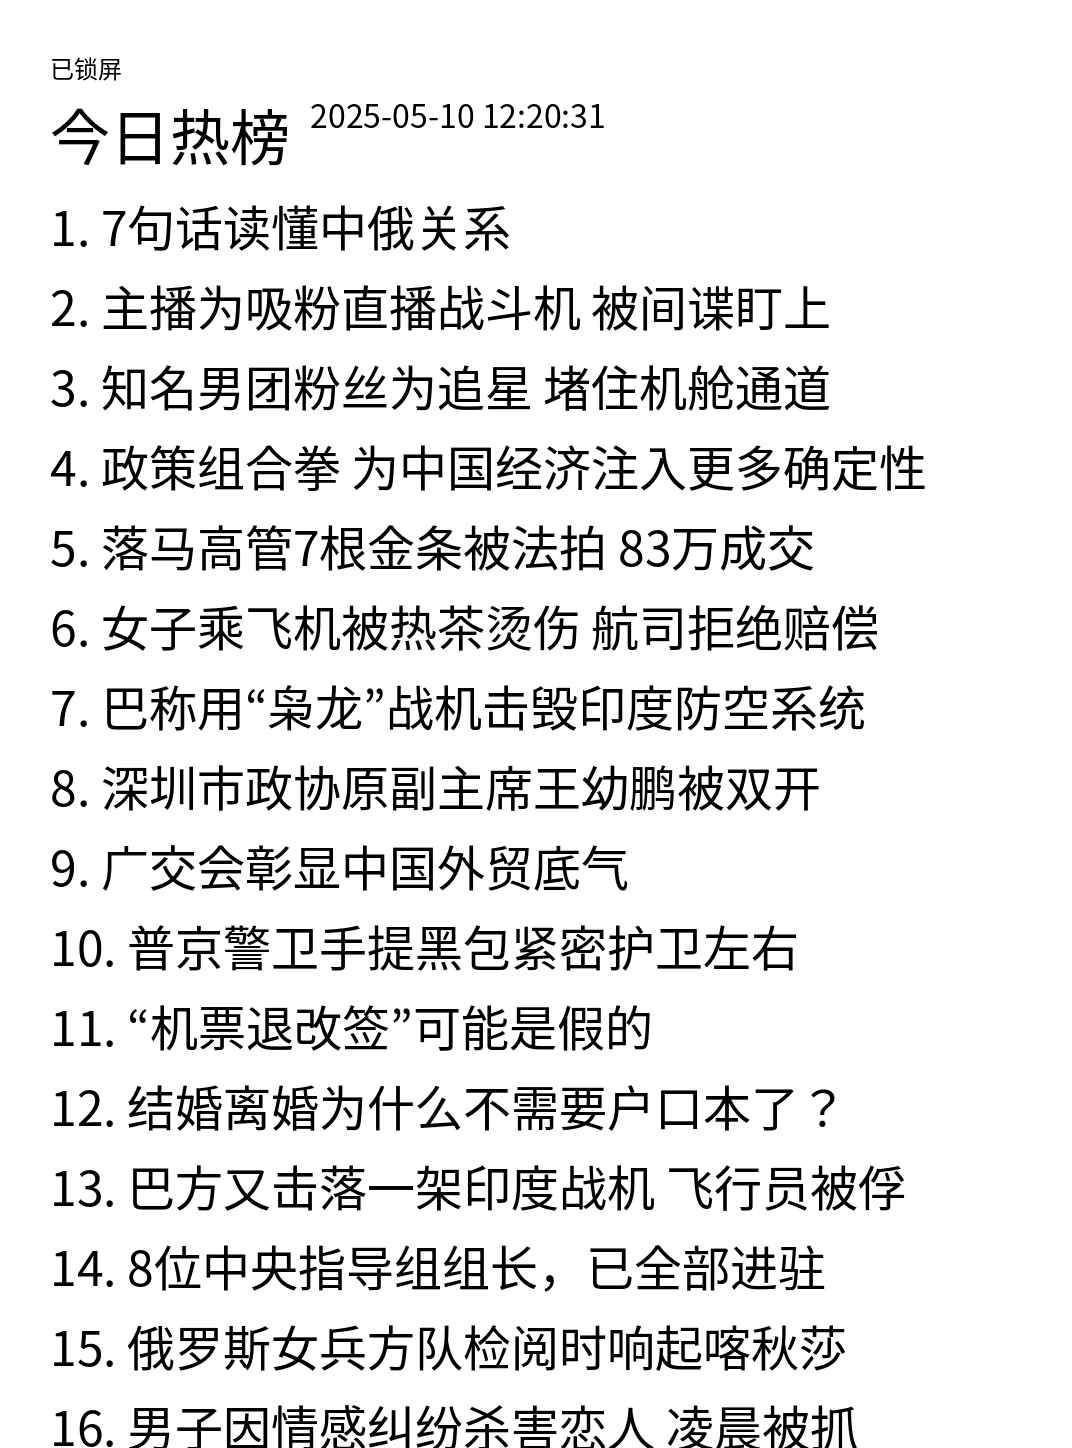 已锁屏
今日热榜 2025-05-10 12:20:31
1. 7句话读懂中俄关系
2. 主播为吸粉直播战斗机 被间谍盯上
3. 知名男团粉丝为追星 堵住机舱通道
4. 政策组合拳 为中国经济注入更多确定性
5. 落马高管7根金条被法拍 83万成交
6. 女子乘飞机被热茶烫伤 航司拒绝赔偿
7. 巴称用“枭龙”战机击毁印度防空系统
8. 深圳市政协原副主席王幼鹏被双开
9. 广交会彰显中国外贸底气
10. 普京警卫手提黑包紧密护卫左右
11. “机票退改签”可能是假的
12. 结婚离婚为什么不需要户口本了？
13. 巴方又击落一架印度战机 飞行员被俘
14. 8位中央指导组组长，已全部进驻
15. 俄罗斯女兵方队检阅时响起喀秋莎
16. 男子因情感纠纷杀害恋人 凌晨被抓